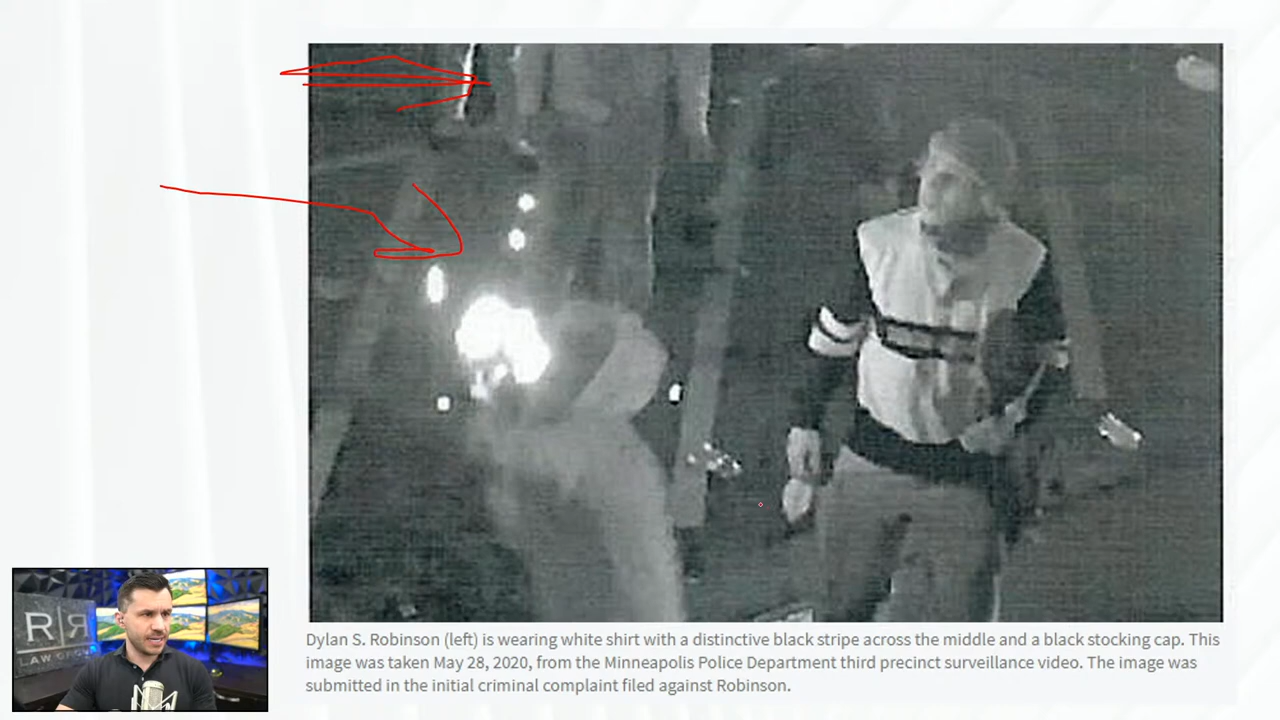 Dylan S. Robinson (left) is wearing white shirt with a distinctive black stripe across the middle and a black stocking cap. This
image was taken May 28, 2020, from the Minneapolis Police Department third precinct surveillance video. The image was
submitted in the initial criminal complaint filed against Robinson.
R|R
LAW GROUP